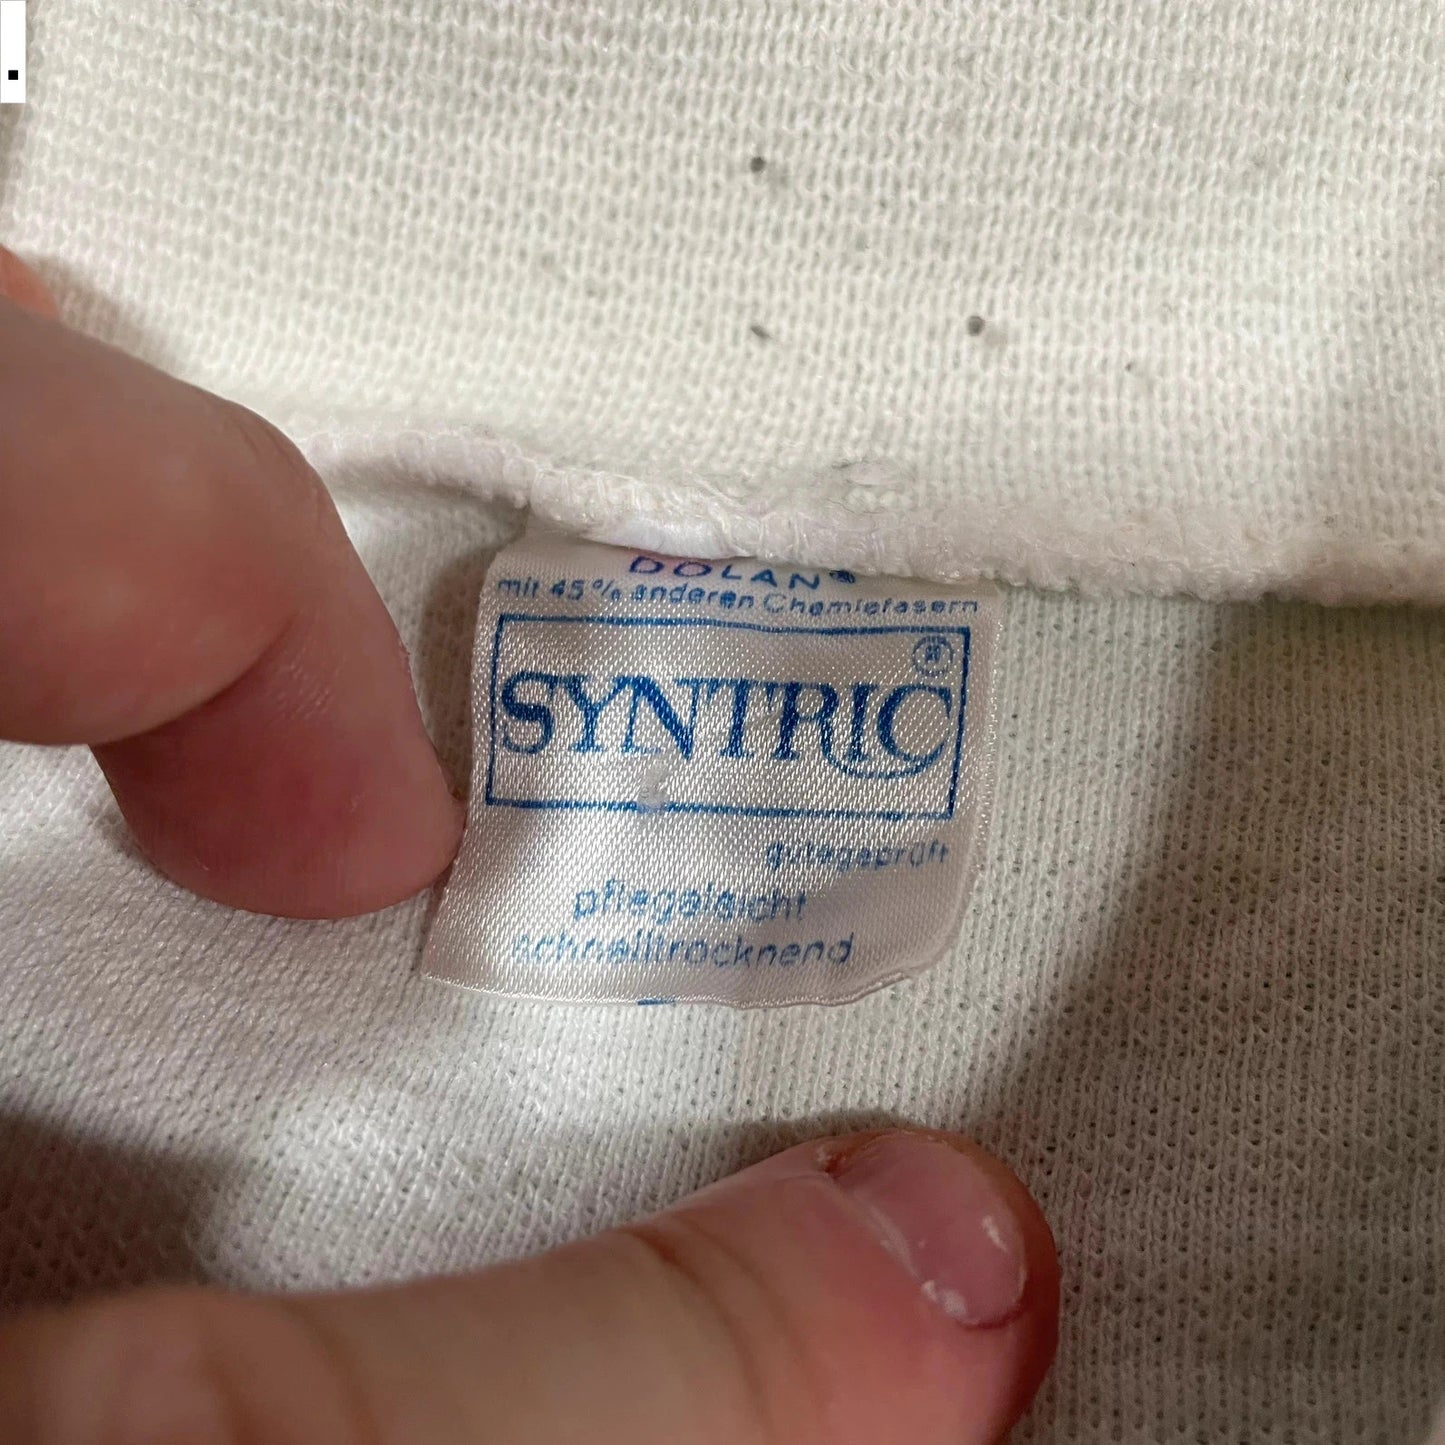 DOLAN®
mit 45% anderen Chemiefasern
SYNTRIC®
gütegeprüft
pflegeleicht
schnelltrocknend